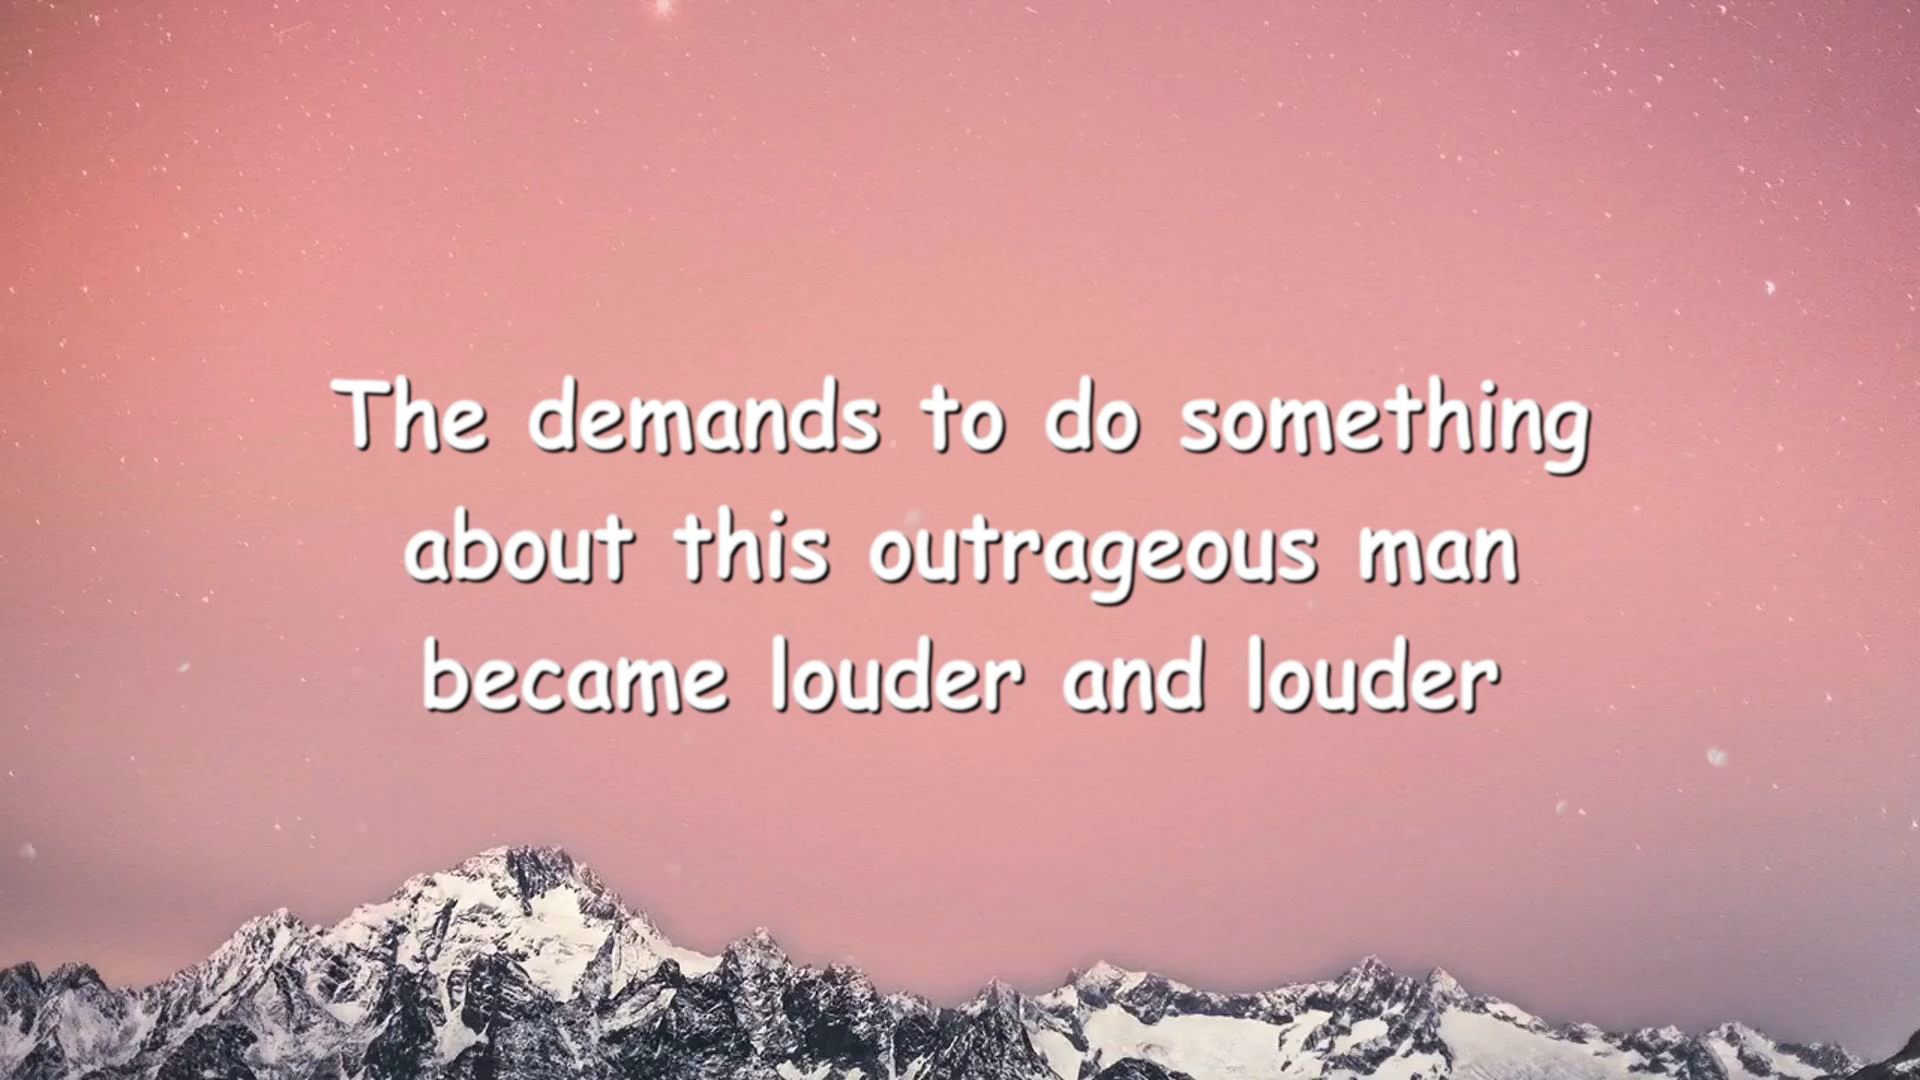 The demands to do something
about this outrageous man
became louder and louder